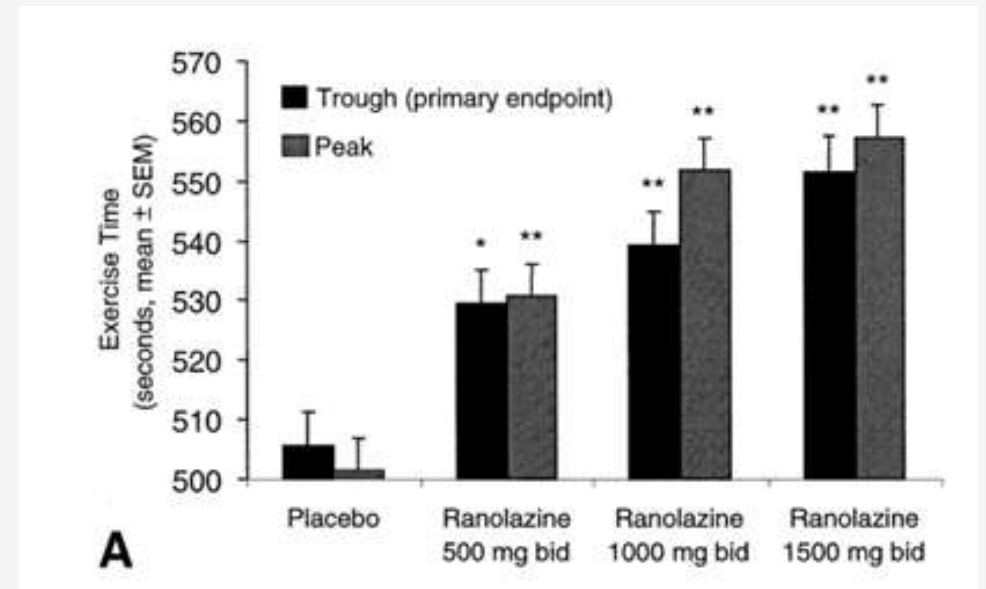 570
560
550
540
530
520
510
500
Exercise Time
(seconds, mean ± SEM)
Trough (primary endpoint)
Peak
* ** ** ** ** **
Placebo Ranolazine Ranolazine Ranolazine
500 mg bid 1000 mg bid 1500 mg bid
A